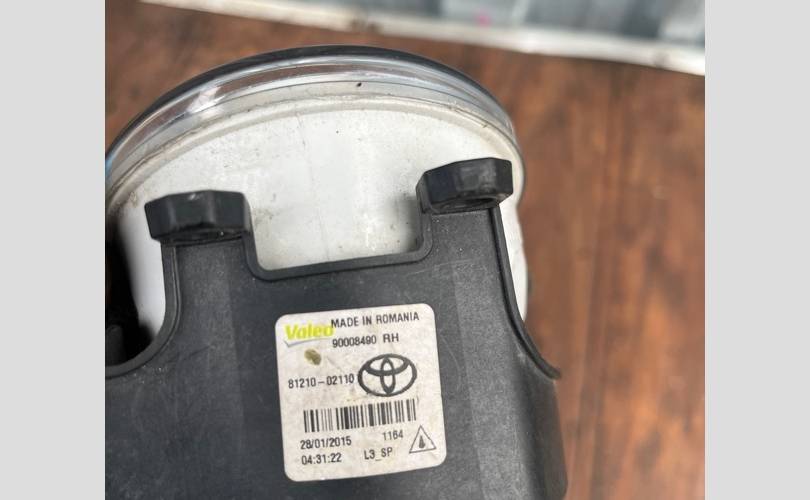 Valeo MADE IN ROMANIA
90008490 RH
81210-02110
28/01/2015 1164
04:31:22 L3_SP